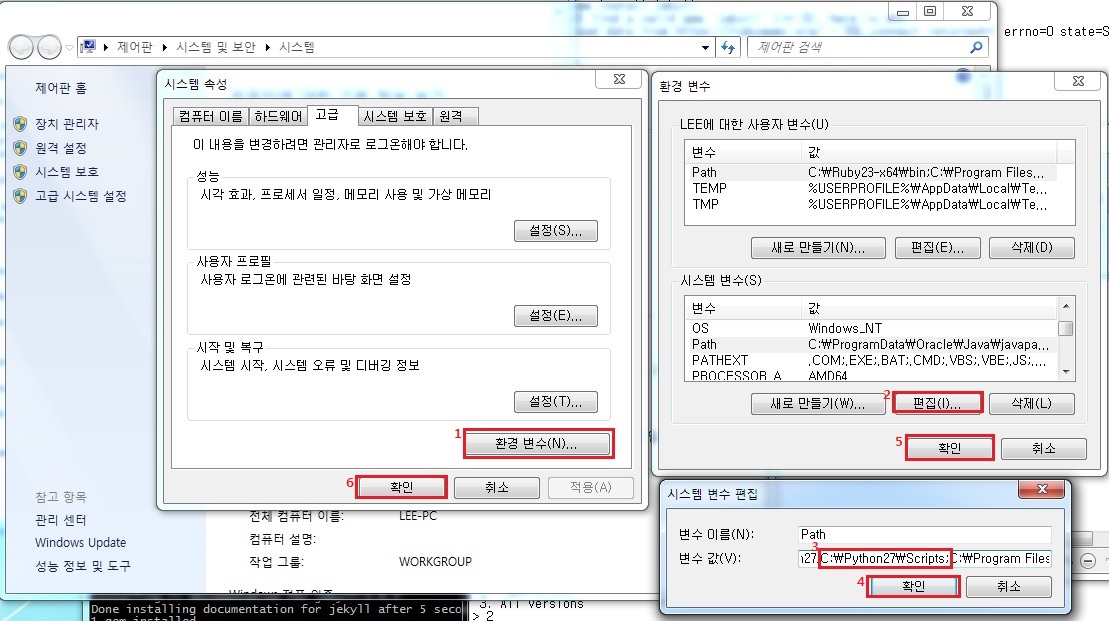 errno=0 state=S
제어판 ▸ 시스템 및 보안 ▸ 시스템
제어판 검색
제어판 홈
장치 관리자
원격 설정
시스템 보호
고급 시스템 설정
참고 항목
관리 센터
Windows Update
성능 정보 및 도구
시스템 속성
컴퓨터 이름 하드웨어 고급 시스템 보호 원격
이 내용을 변경하려면 관리자로 로그온해야 합니다.
성능
시각 효과, 프로세서 일정, 메모리 사용 및 가상 메모리
설정(S)...
사용자 프로필
사용자 로그온에 관련된 바탕 화면 설정
설정(E)...
시작 및 복구
시스템 시작, 시스템 오류 및 디버깅 정보
설정(T)...
1 환경 변수(N)...
6 확인 취소 적용(A)
전체 컴퓨터 이름: LEE-PC
컴퓨터 설명:
작업 그룹: WORKGROUP
환경 변수
LEE에 대한 사용자 변수(U)
변수 값
Path C:₩Ruby23-x64₩bin;C:₩Program Files...
TEMP %USERPROFILE%₩AppData₩Local₩Te...
TMP %USERPROFILE%₩AppData₩Local₩Te...
새로 만들기(N)... 편집(E)... 삭제(D)
시스템 변수(S)
변수 값
OS Windows_NT
Path C:₩ProgramData₩Oracle₩Java₩javapa...
PATHEXT .COM;.EXE;.BAT;.CMD;.VBS;.VBE;.JS;...
PROCESSOR_A AMD64
새로 만들기(W)... 2 편집(I)... 삭제(L)
5 확인 취소
시스템 변수 편집
변수 이름(N): Path
3
변수 값(V): n27;C:₩Python27₩Scripts;C:₩Program Files
4 확인 취소
Done installing documentation for jekyll after 5 seco
1 gem installed
3. All versions
> 2